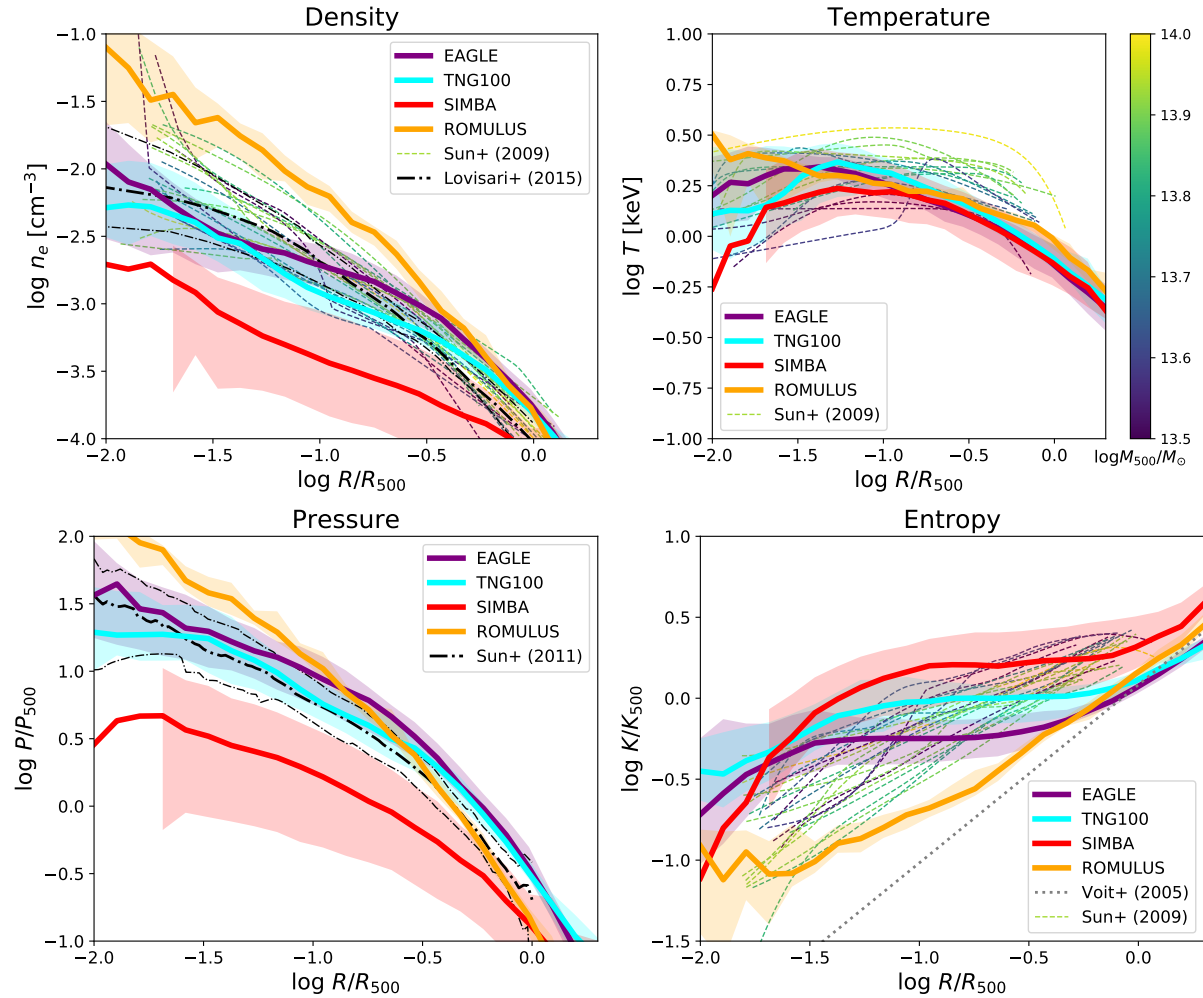 Density
−1.0
−1.5
−2.0
−2.5
−3.0
−3.5
−4.0
log n_e [cm⁻³]
EAGLE
TNG100
SIMBA
ROMULUS
Sun+ (2009)
Lovisari+ (2015)
−2.0 −1.5 −1.0 −0.5 0.0
log R/R₅₀₀
Temperature
1.00
0.75
0.50
0.25
0.00
−0.25
−0.50
−0.75
−1.00
log T [keV]
EAGLE
TNG100
SIMBA
ROMULUS
Sun+ (2009)
−2.0 −1.5 −1.0 −0.5 0.0
log R/R₅₀₀
14.0
13.9
13.8
13.7
13.6
13.5
logM₅₀₀/M⊙
Pressure
2.0
1.5
1.0
0.5
0.0
−0.5
−1.0
log P/P₅₀₀
EAGLE
TNG100
SIMBA
ROMULUS
Sun+ (2011)
−2.0 −1.5 −1.0 −0.5 0.0
log R/R₅₀₀
Entropy
1.0
0.5
0.0
−0.5
−1.0
−1.5
log K/K₅₀₀
EAGLE
TNG100
SIMBA
ROMULUS
Voit+ (2005)
Sun+ (2009)
−2.0 −1.5 −1.0 −0.5 0.0
log R/R₅₀₀